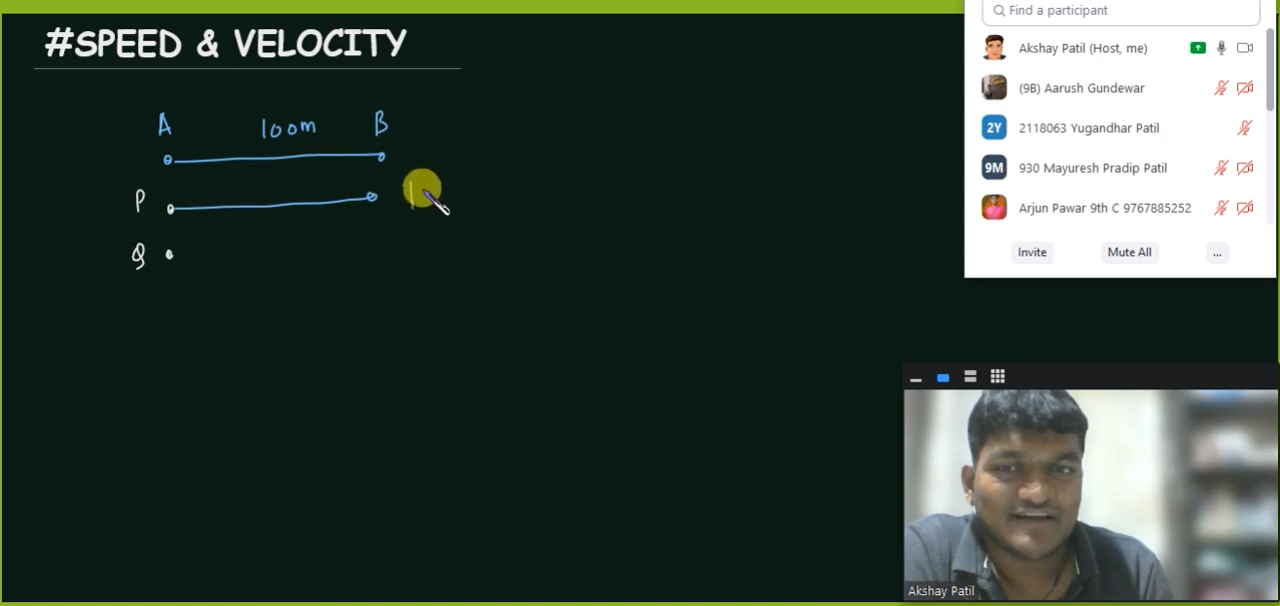 #SPEED & VELOCITY
A 100m B
P
Q
Find a participant
Akshay Patil (Host, me)
(9B) Aarush Gundewar
2Y 2118063 Yugandhar Patil
9M 930 Mayuresh Pradip Patil
Arjun Pawar 9th C 9767885252
Invite Mute All ...
Akshay Patil